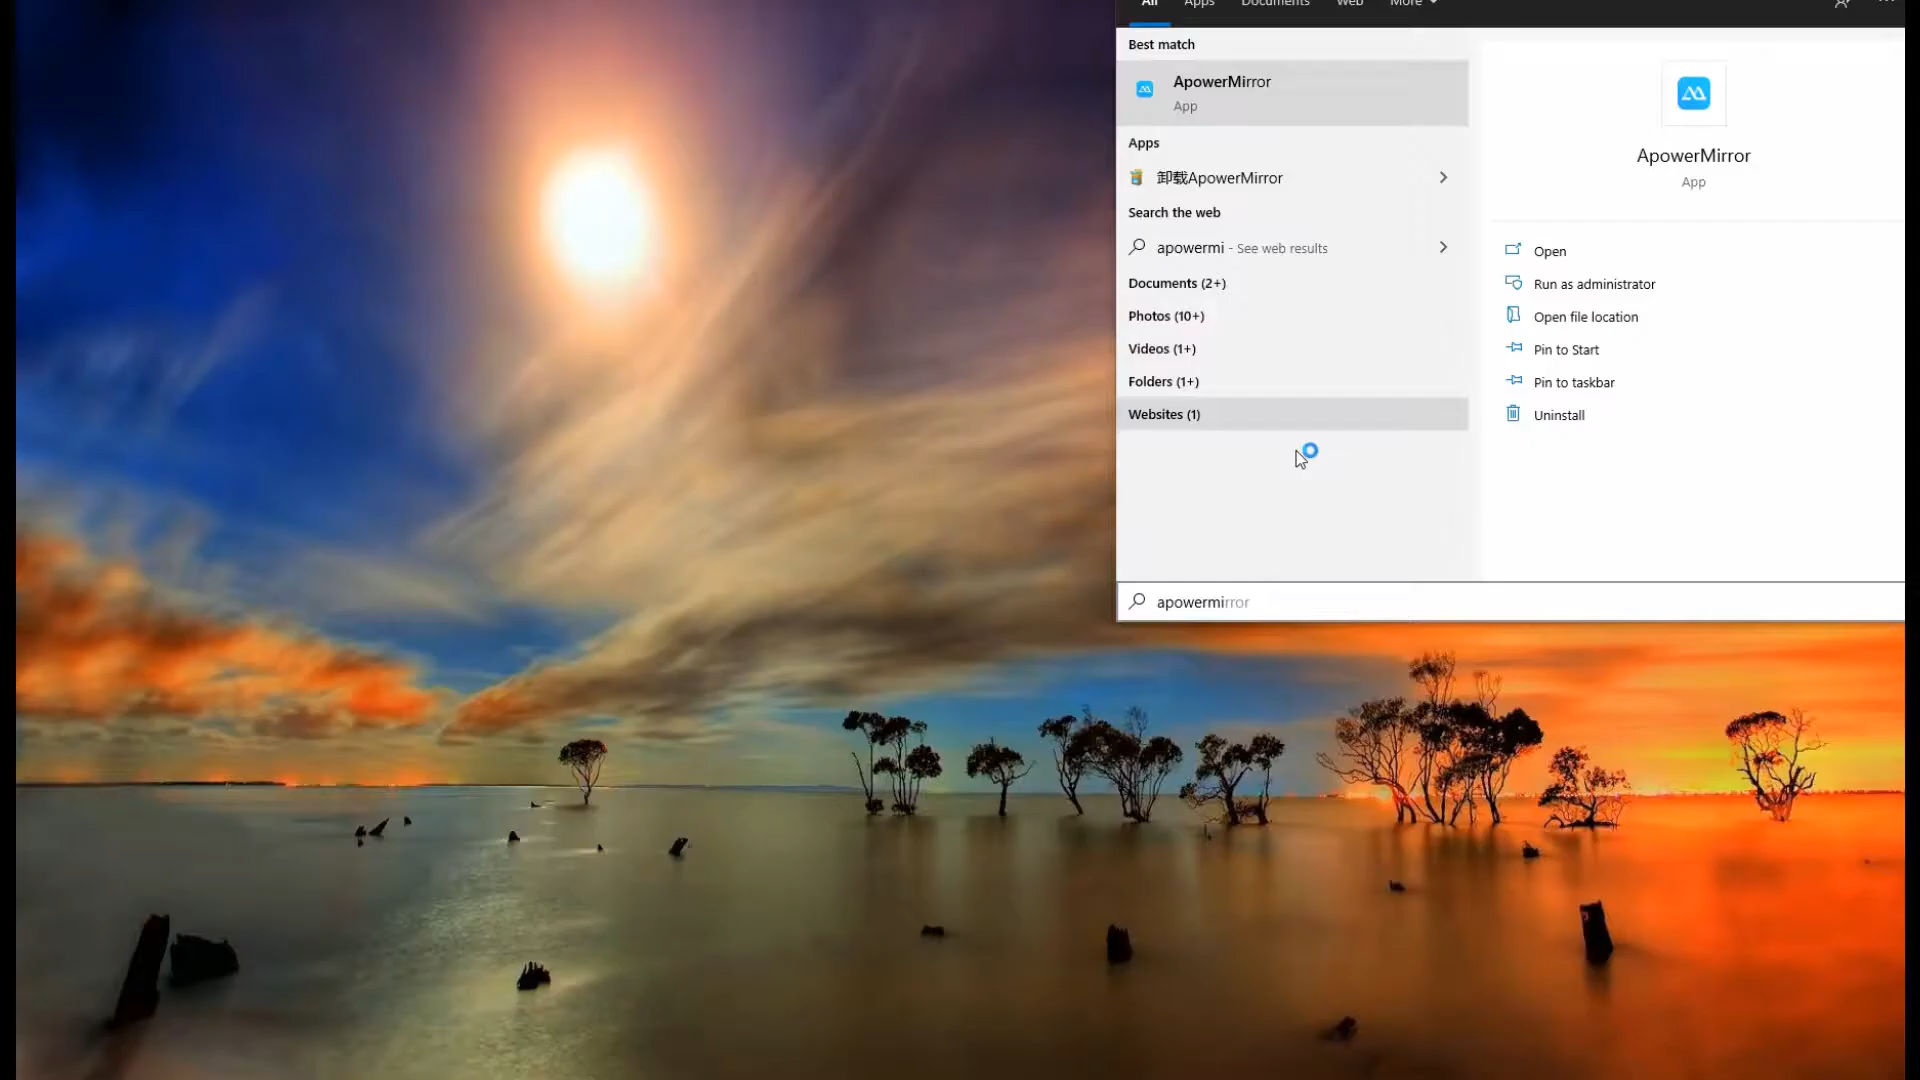 All Apps Documents Web More
Best match
ApowerMirror
App
Apps
卸载ApowerMirror
Search the web
apowermi - See web results
Documents (2+)
Photos (10+)
Videos (1+)
Folders (1+)
Websites (1)
apowermirror
ApowerMirror
App
Open
Run as administrator
Open file location
Pin to Start
Pin to taskbar
Uninstall